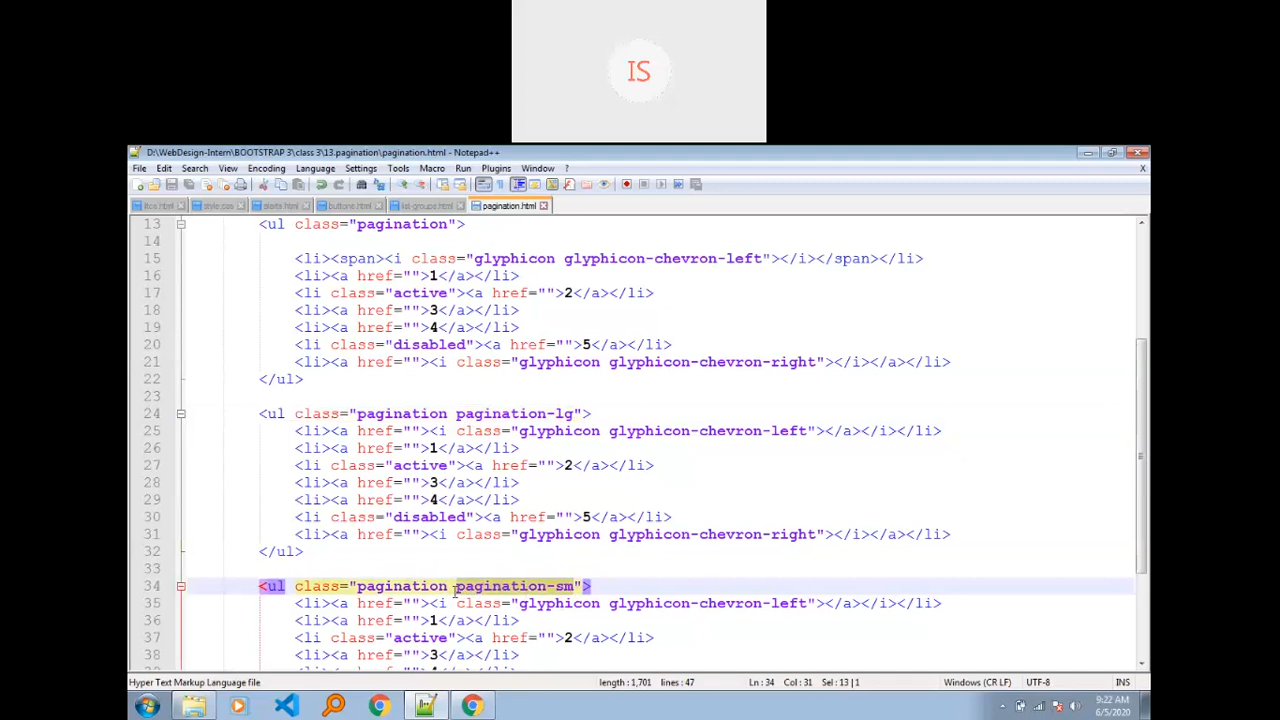 IS
D:\WebDesign-Intern\BOOTSTRAP 3\class 3\13.pagination\pagination.html - Notepad++
File Edit Search View Encoding Language Settings Tools Macro Run Plugins Window ? X
style.css buttons.html list-groups.html pagination.html
13 <ul class="pagination">
14
15 <li><span><i class="glyphicon glyphicon-chevron-left"></i></span></li>
16 <li><a href="">1</a></li>
17 <li class="active"><a href="">2</a></li>
18 <li><a href="">3</a></li>
19 <li><a href="">4</a></li>
20 <li class="disabled"><a href="">5</a></li>
21 <li><a href=""><i class="glyphicon glyphicon-chevron-right"></i></a></li>
22 </ul>
23
24 <ul class="pagination pagination-lg">
25 <li><a href=""><i class="glyphicon glyphicon-chevron-left"></a></i></li>
26 <li><a href="">1</a></li>
27 <li class="active"><a href="">2</a></li>
28 <li><a href="">3</a></li>
29 <li><a href="">4</a></li>
30 <li class="disabled"><a href="">5</a></li>
31 <li><a href=""><i class="glyphicon glyphicon-chevron-right"></i></a></li>
32 </ul>
33
34 <ul class="pagination pagination-sm">
35 <li><a href=""><i class="glyphicon glyphicon-chevron-left"></a></i></li>
36 <li><a href="">1</a></li>
37 <li class="active"><a href="">2</a></li>
38 <li><a href="">3</a></li>
Hyper Text Markup Language file length : 1,701 lines : 47 Ln : 34 Col : 31 Sel : 13 | 1 Windows (CR LF) UTF-8 INS
9:22 AM
6/5/2020